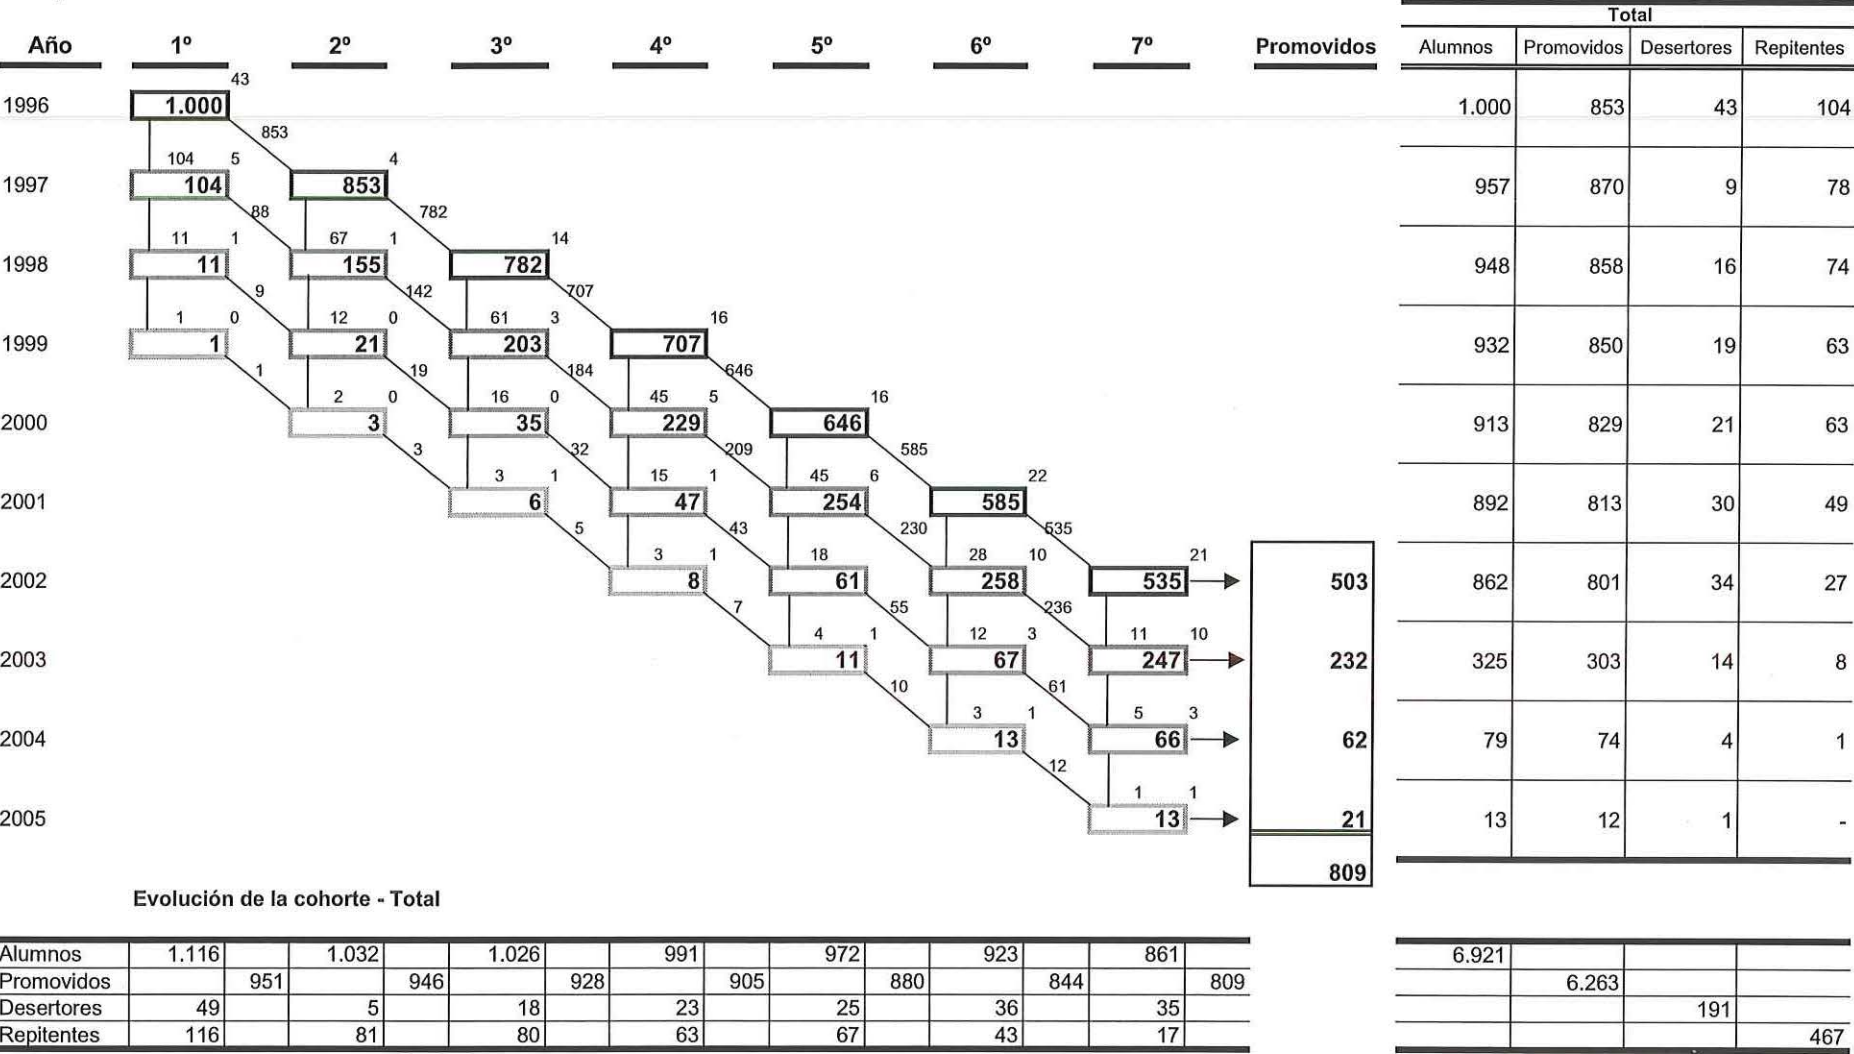 Total
Año 1º 2º 3º 4º 5º 6º 7º Promovidos Alumnos Promovidos Desertores Repitentes
43
1996 1.000 1.000 853 43 104
853
104 5 4
1997 104 853 957 870 9 78
88 782
11 1 67 1 14
1998 11 155 782 948 858 16 74
9 142 707
1 0 12 0 61 3 16
1999 1 21 203 707 932 850 19 63
1 19 184 646
2 0 16 0 45 5 16
2000 3 35 229 646 913 829 21 63
3 32 209 585
3 1 15 1 45 6 22
2001 6 47 254 585 892 813 30 49
5 43 230 535
3 1 18 28 10 21
2002 8 61 258 535 503 862 801 34 27
7 55 236
4 1 12 3 11 10
2003 11 67 247 232 325 303 14 8
10 61
3 1 5 3
2004 13 66 62 79 74 4 1
12
1 1
2005 13 21 13 12 1 -
809
Evolución de la cohorte - Total
Alumnos 1.116 1.032 1.026 991 972 923 861 6.921
Promovidos 951 946 928 905 880 844 809 6.263
Desertores 49 5 18 23 25 36 35 191
Repitentes 116 81 80 63 67 43 17 467